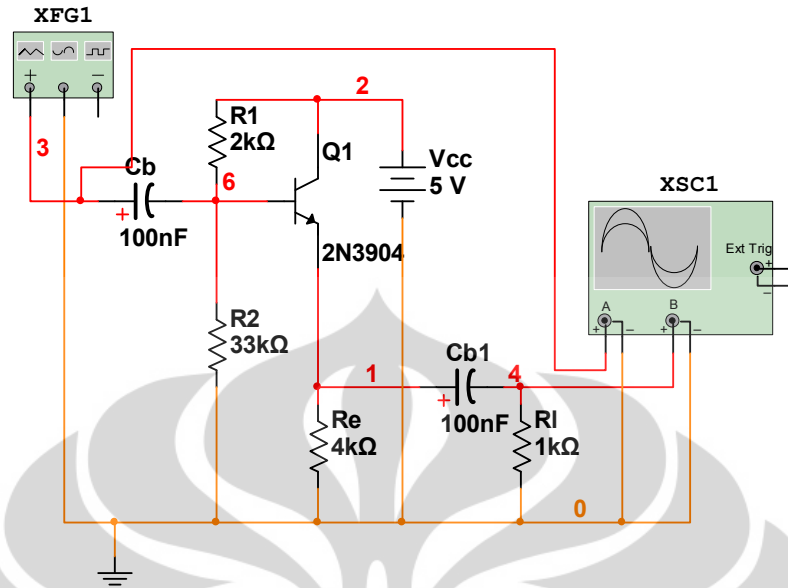 XFG1
+
−
3
Cb
+
100nF
R1
2kΩ
6
2
Q1
2N3904
Vcc
5 V
R2
33kΩ
1
Re
4kΩ
Cb1
+
100nF
4
Rl
1kΩ
0
XSC1
Ext Trig
+
−
A
B
+
−
+
−